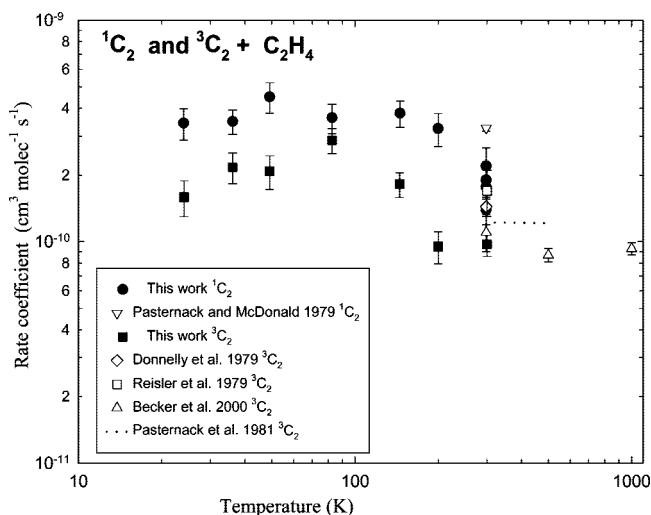 ¹C₂ and ³C₂ + C₂H₄
Rate coefficient (cm³ molec⁻¹ s⁻¹)
10⁻⁹
8
6
4
2
10⁻¹⁰
8
6
4
2
10⁻¹¹
This work ¹C₂
Pasternack and McDonald 1979 ¹C₂
This work ³C₂
Donnelly et al. 1979 ³C₂
Reisler et al. 1979 ³C₂
Becker et al. 2000 ³C₂
Pasternack et al. 1981 ³C₂
10 100 1000
Temperature (K)